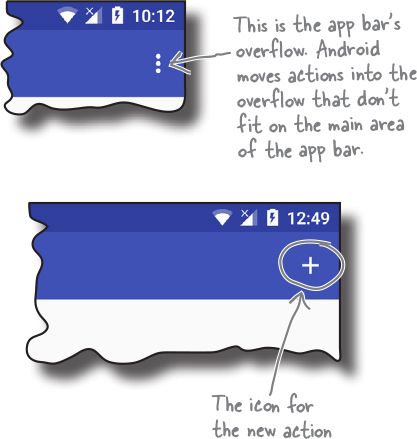 10:12
This is the app bar's
overflow. Android
moves actions into the
overflow that don't
fit on the main area
of the app bar.
12:49
The icon for
the new action